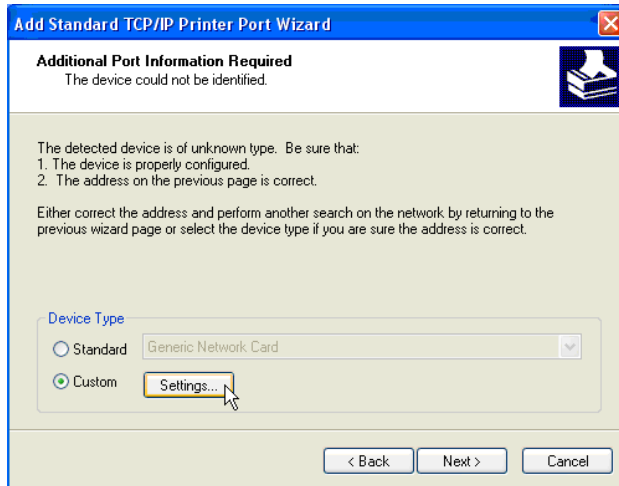 Add Standard TCP/IP Printer Port Wizard
Additional Port Information Required
The device could not be identified.
The detected device is of unknown type. Be sure that:
1. The device is properly configured.
2. The address on the previous page is correct.
Either correct the address and perform another search on the network by returning to the
previous wizard page or select the device type if you are sure the address is correct.
Device Type
Standard Generic Network Card
Custom Settings...
< Back Next > Cancel